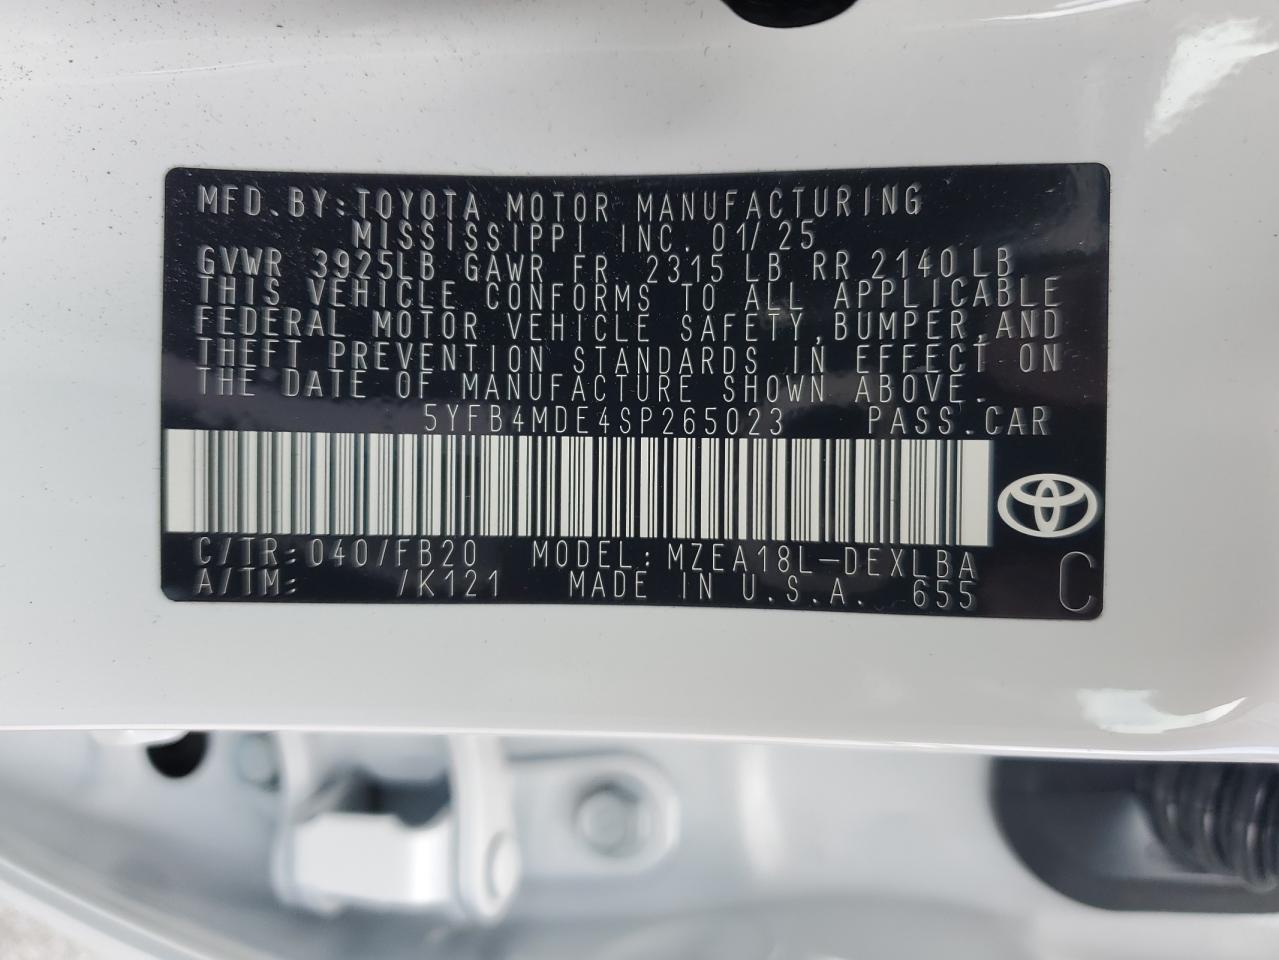 MFD.BY:TOYOTA MOTOR MANUFACTURING
MISSISSIPPI INC. 01/25
GVWR 3925LB GAWR FR 2315 LB RR 2140 LB
THIS VEHICLE CONFORMS TO ALL APPLICABLE
FEDERAL MOTOR VEHICLE SAFETY,BUMPER,AND
THEFT PREVENTION STANDARDS IN EFFECT ON
THE DATE OF MANUFACTURE SHOWN ABOVE.
5YFB4MDE4SP265023 PASS.CAR
C/TR:040/FB20 MODEL:MZEA18L-DEXLBA
A/TM: /K121 MADE IN U.S.A. 655 C